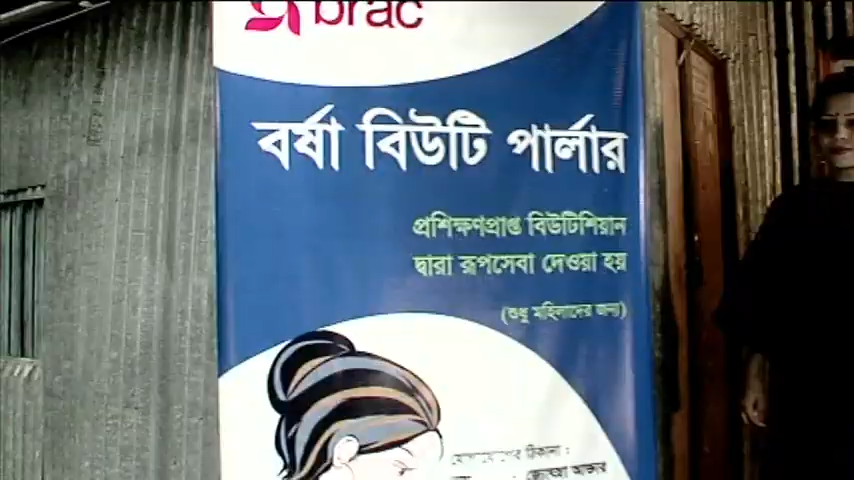 brac
বর্ষা বিউটি পার্লার
প্রশিক্ষণপ্রাপ্ত বিউটিশিয়ান
দ্বারা রূপসেবা দেওয়া হয়
(শুধু মহিলাদের জন্য)
যোগাযোগের ঠিকানা :